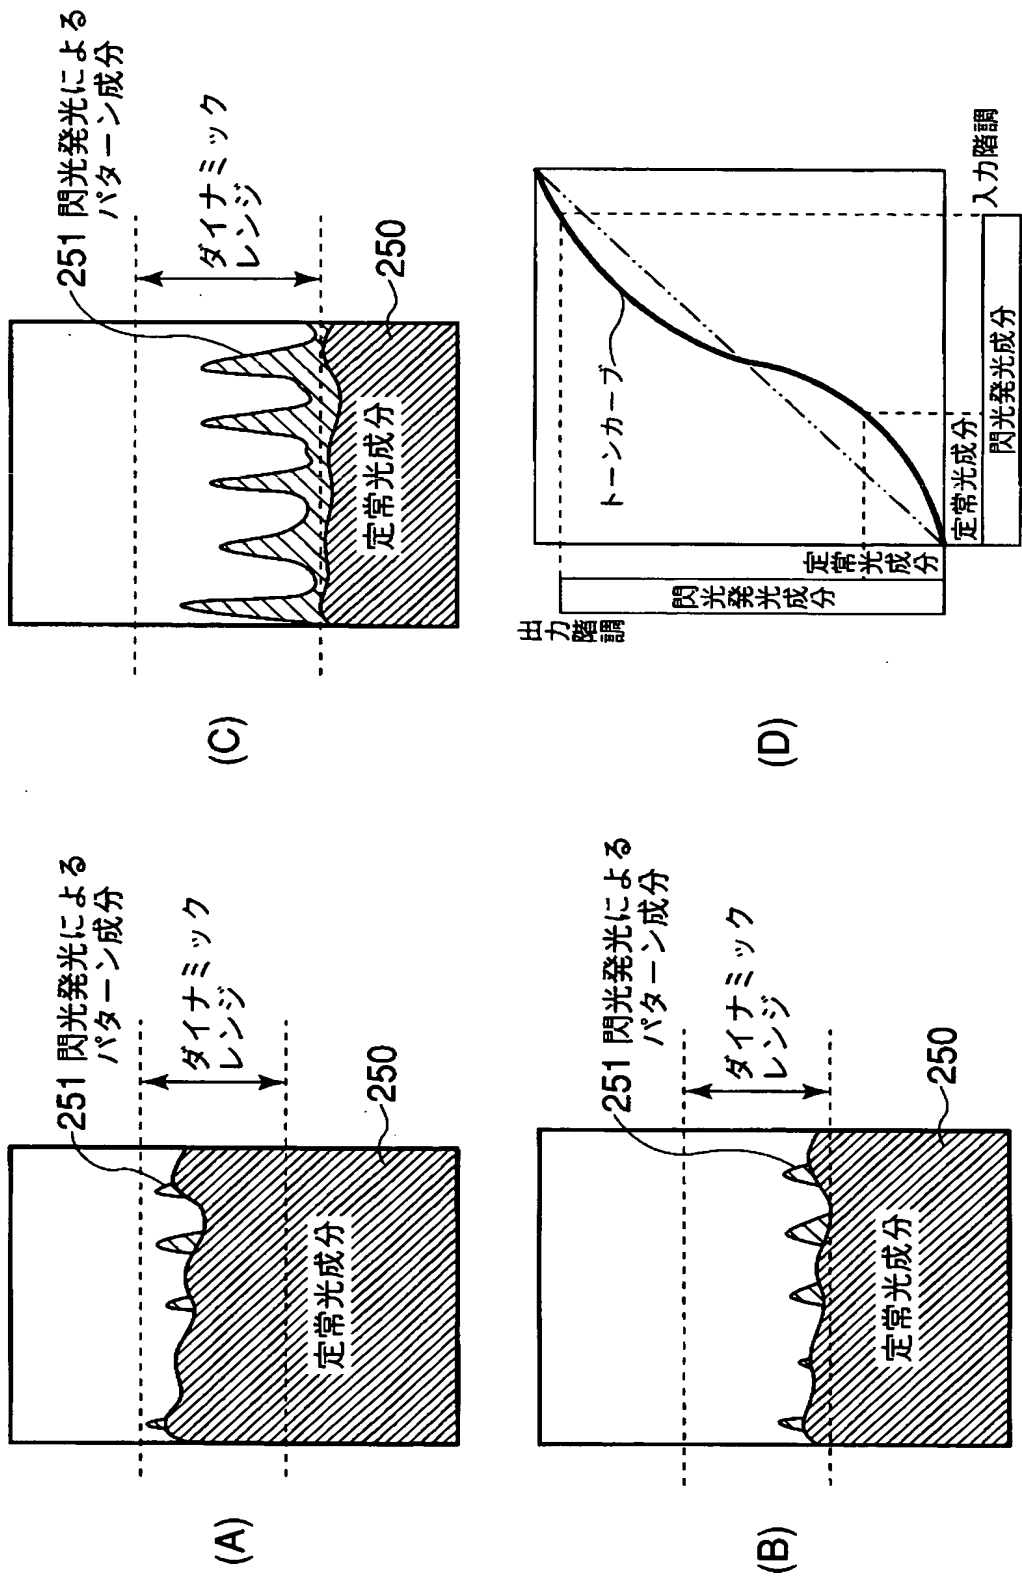 (A)
251 閃光発光による
パターン成分
ダイナミック
レンジ
250
定常光成分
(B)
251 閃光発光による
パターン成分
ダイナミック
レンジ
250
定常光成分
(C)
251 閃光発光による
パターン成分
ダイナミック
レンジ
250
定常光成分
(D)
出力階調
閃光発光成分
定常光成分
トーンカーブ
定常光成分
閃光発光成分
入力階調